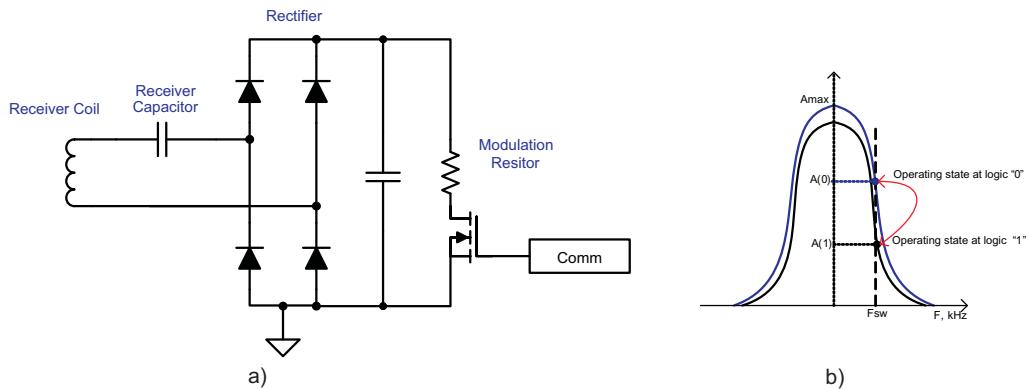 Rectifier
Receiver
Capacitor
Receiver Coil
Modulation
Resitor
Comm
a)
Amax
A(0)
Operating state at logic “0”
A(1)
Operating state at logic “1”
Fsw
F, kHz
b)